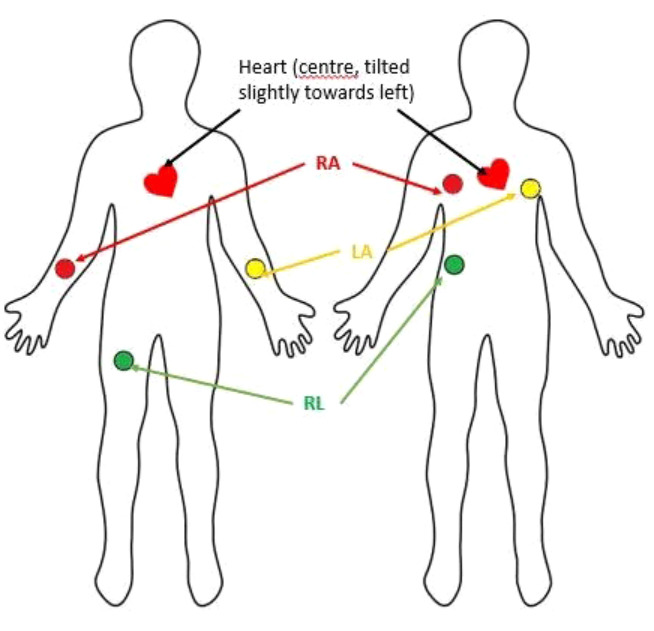 Heart (centre, tilted
slightly towards left)
RA
LA
RL